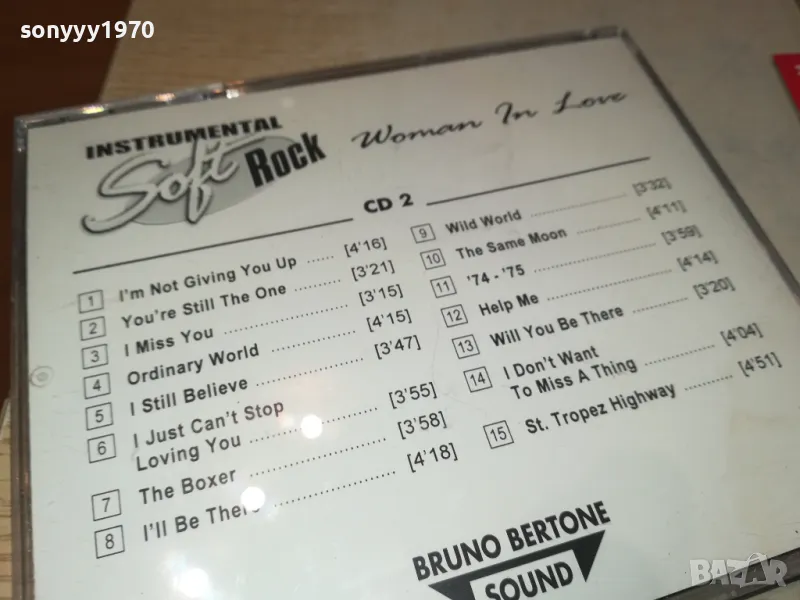 sonyyy1970
INSTRUMENTAL
Soft Rock
Woman In Love
CD 2
1 I'm Not Giving You Up ...... [4'16]
2 You're Still The One ............... [3'21]
3 I Miss You ............................. [3'15]
4 Ordinary World ..................... [4'15]
5 I Still Believe ........................ [3'47]
6 I Just Can't Stop
Loving You ........................... [3'55]
7 The Boxer ............................ [3'58]
8 I'll Be There ......................... [4'18]
9 Wild World ........................... [3'32]
10 The Same Moon ................. [4'11]
11 '74 - '75 ............................... [3'59]
12 Help Me ............................... [4'14]
13 Will You Be There ............... [3'20]
14 I Don't Want
To Miss A Thing .................. [4'04]
15 St. Tropez Highway ............ [4'51]
BRUNO BERTONE
SOUND
BAZAR
bazar.bg